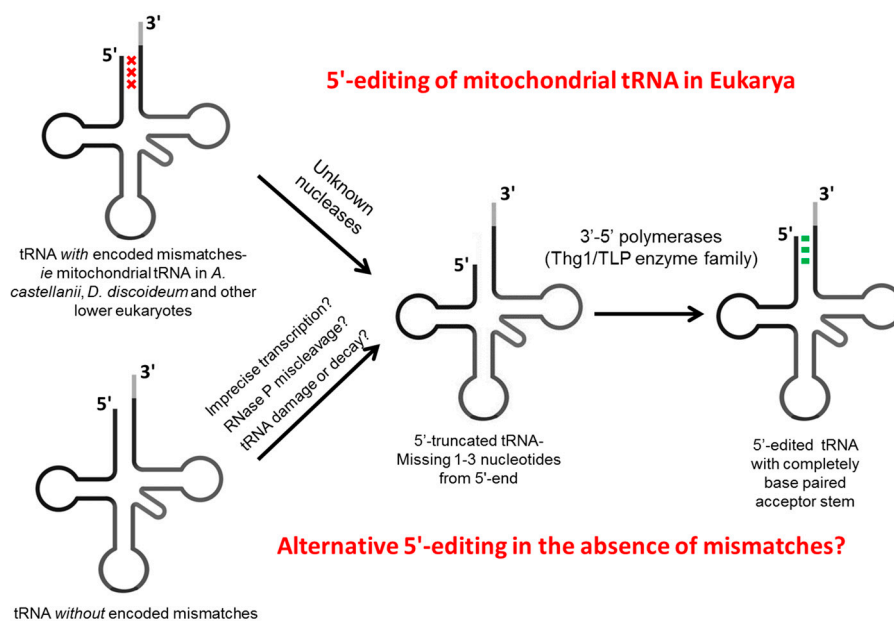 5'
3'
5'-editing of mitochondrial tRNA in Eukarya
Unknown
nucleases
tRNA with encoded mismatches-
ie mitochondrial tRNA in A.
castellanii, D. discoideum and other
lower eukaryotes
5'
3'
3'-5' polymerases
(Thg1/TLP enzyme family)
5'
3'
Imprecise transcription?
RNase P miscleavage?
tRNA damage or decay?
5'
3'
5'-truncated tRNA-
Missing 1-3 nucleotides
from 5'-end
5'-edited tRNA
with completely
base paired
acceptor stem
Alternative 5'-editing in the absence of mismatches?
tRNA without encoded mismatches